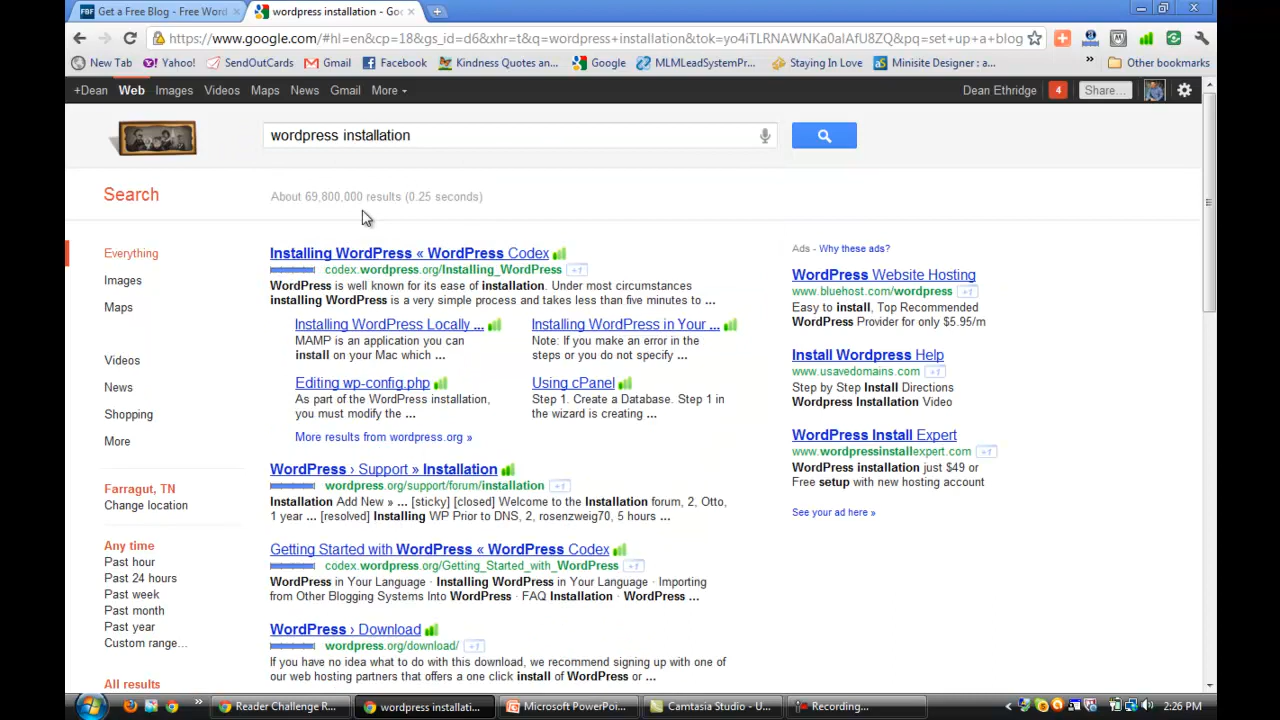 Get a Free Blog - Free Word
wordpress installation - Goo
https://www.google.com/#hl=en&cp=18&gs_id=d6&xhr=t&q=wordpress+installation&tok=yo4iTLRNAWNKa0aIAfU8ZQ&pq=set+up+a+blog
New Tab
Yahoo!
SendOutCards
Gmail
Facebook
Kindness Quotes an...
Google
MLMLeadSystemPr...
Staying In Love
Minisite Designer : a...
Other bookmarks
+Dean Web Images Videos Maps News Gmail More
Dean Ethridge 4 Share...
wordpress installation
Search
About 69,800,000 results (0.25 seconds)
Everything
Images
Maps
Videos
News
Shopping
More
Farragut, TN
Change location
Any time
Past hour
Past 24 hours
Past week
Past month
Past year
Custom range...
All results
Installing WordPress « WordPress Codex
codex.wordpress.org/Installing_WordPress +1
WordPress is well known for its ease of installation. Under most circumstances
installing WordPress is a very simple process and takes less than five minutes to ...
Installing WordPress Locally ...
MAMP is an application you can
install on your Mac which ...
Installing WordPress in Your ...
Note: If you make an error in the
steps or you do not specify ...
Editing wp-config.php
As part of the WordPress installation,
you must modify the ...
Using cPanel
Step 1. Create a Database. Step 1 in
the wizard is creating ...
More results from wordpress.org »
WordPress › Support » Installation
wordpress.org/support/forum/installation +1
Installation Add New » ... [sticky] [closed] Welcome to the Installation forum, 2, Otto,
1 year ... [resolved] Installing WP Prior to DNS, 2, rosenzweig70, 5 hours ...
Getting Started with WordPress « WordPress Codex
codex.wordpress.org/Getting_Started_with_WordPress +1
WordPress in Your Language · Installing WordPress in Your Language · Importing
from Other Blogging Systems Into WordPress · FAQ Installation · WordPress ...
WordPress › Download
wordpress.org/download/ +1
If you have no idea what to do with this download, we recommend signing up with one of
our web hosting partners that offers a one click install of WordPress or ...
Ads - Why these ads?
WordPress Website Hosting
www.bluehost.com/wordpress +1
Easy to install, Top Recommended
WordPress Provider for only $5.95/m
Install Wordpress Help
www.usavedomains.com +1
Step by Step Install Directions
Wordpress Installation Video
WordPress Install Expert
www.wordpressinstallexpert.com +1
WordPress installation just $49 or
Free setup with new hosting account
See your ad here »
Reader Challenge R...
wordpress installati...
Microsoft PowerPoi...
Camtasia Studio - U...
Recording...
2:26 PM